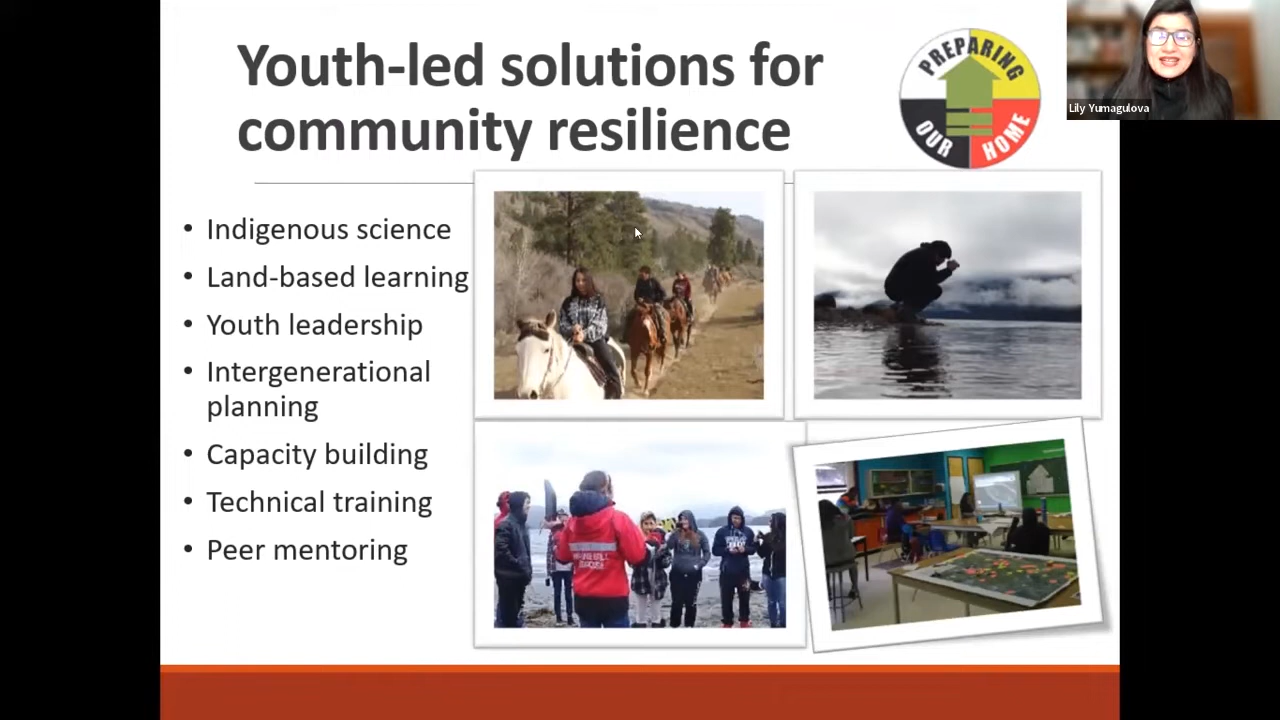 Youth-led solutions for
community resilience
PREPARING
OUR HOME
Lily Yumagulova
• Indigenous science
• Land-based learning
• Youth leadership
• Intergenerational
planning
• Capacity building
• Technical training
• Peer mentoring